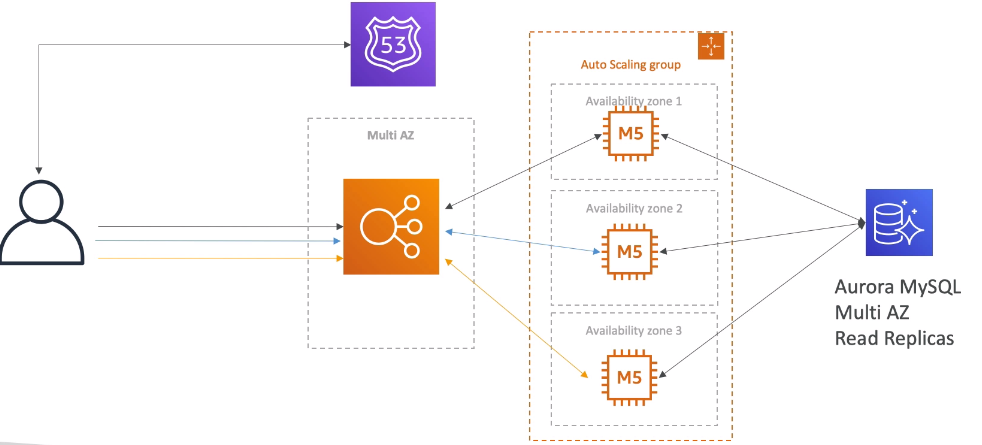 53
Auto Scaling group
Multi AZ
Availability zone 1
M5
Availability zone 2
M5
Availability zone 3
M5
Aurora MySQL
Multi AZ
Read Replicas